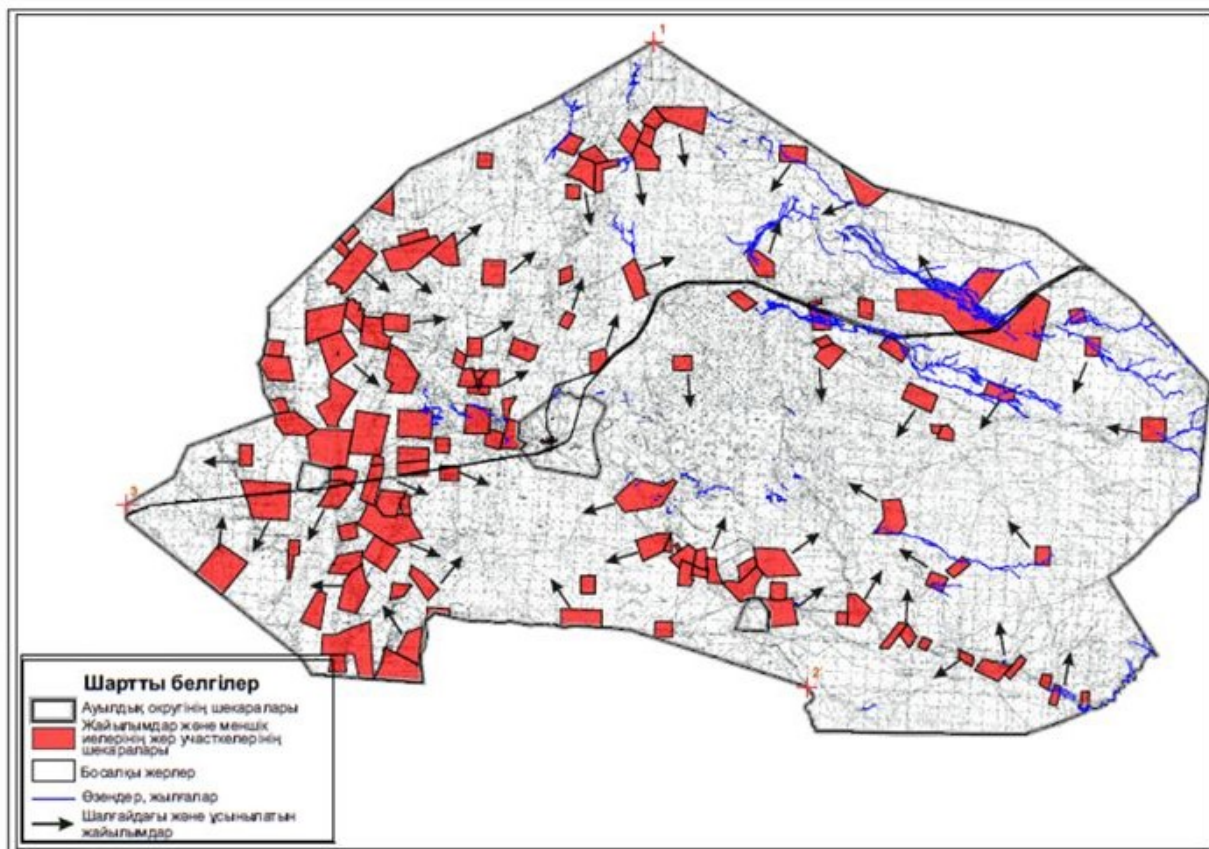 1
3
2
Шартты белгілер
Ауылдық округінің шекаралары
Жайылымдар және меншік
иелерінің жер участкелерінің
шекаралары
Босалқы жерлер
Өзендер, жылғалар
Шалғайдағы және ұсынылатын
жайылымдар